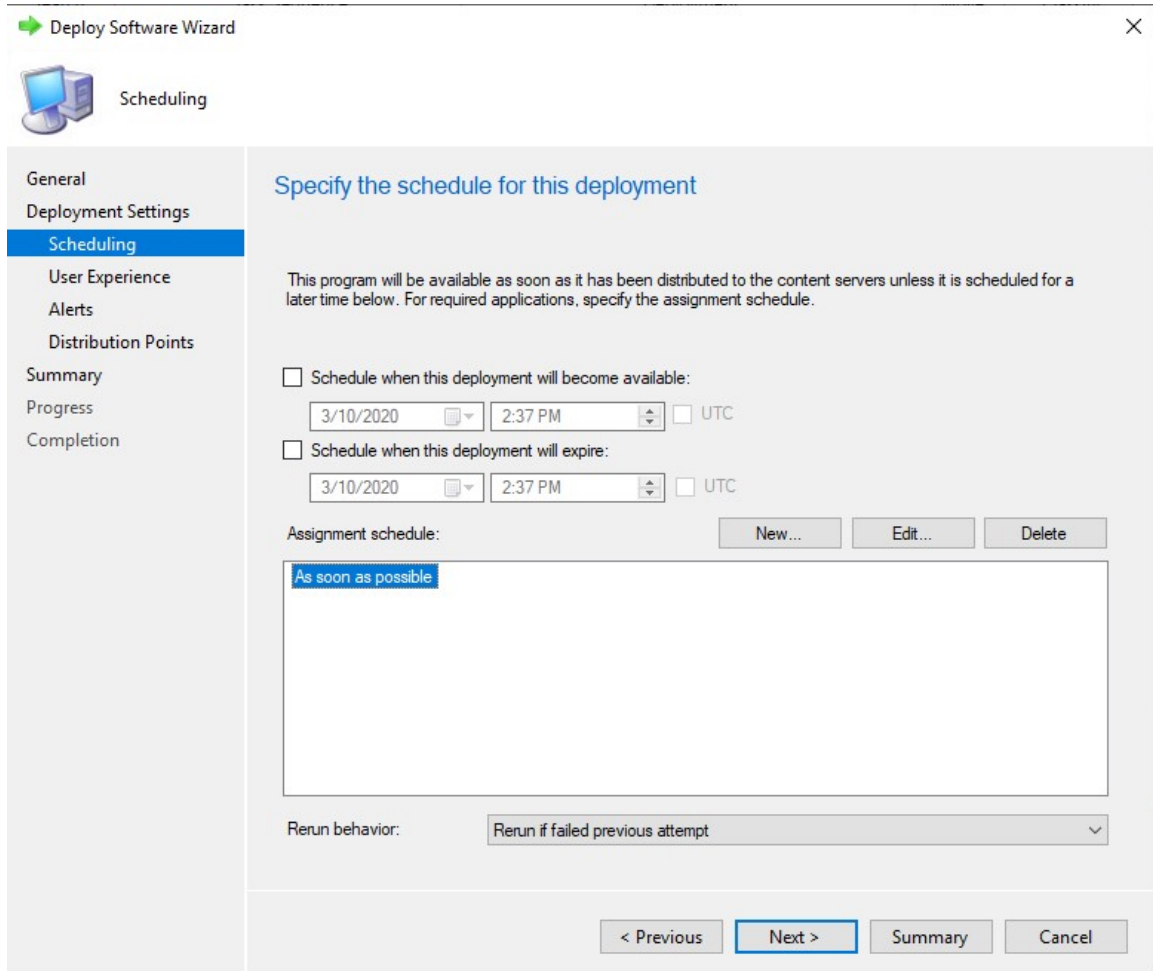 Deploy Software Wizard
Scheduling
General
Deployment Settings
Scheduling
User Experience
Alerts
Distribution Points
Summary
Progress
Completion
Specify the schedule for this deployment
This program will be available as soon as it has been distributed to the content servers unless it is scheduled for a
later time below. For required applications, specify the assignment schedule.
Schedule when this deployment will become available:
3/10/2020 2:37 PM UTC
Schedule when this deployment will expire:
3/10/2020 2:37 PM UTC
Assignment schedule: New... Edit... Delete
As soon as possible
Rerun behavior: Rerun if failed previous attempt
< Previous Next > Summary Cancel